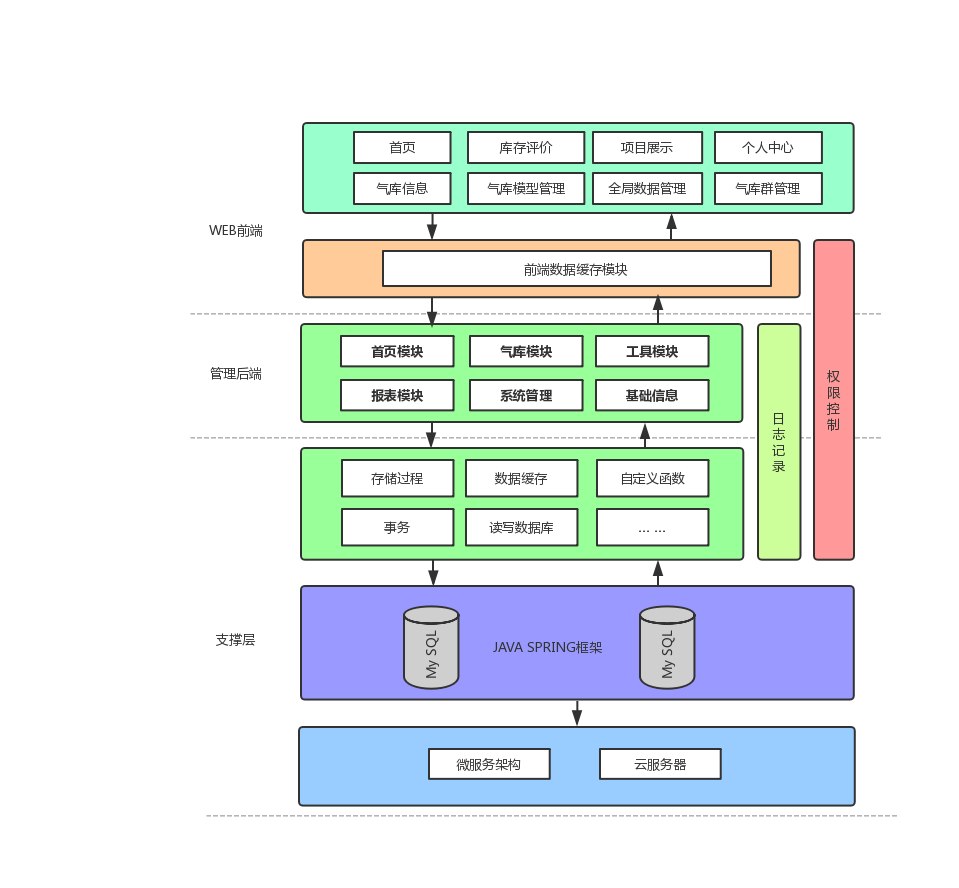 首页
库存评价
项目展示
个人中心
气库信息
气库模型管理
全局数据管理
气库群管理
WEB前端
前端数据缓存模块
首页模块
气库模块
工具模块
管理后端
报表模块
系统管理
基础信息
日志记录
权限控制
存储过程
数据缓存
自定义函数
事务
读写数据库
... ...
支撑层
My SQL
JAVA SPRING框架
My SQL
微服务架构
云服务器